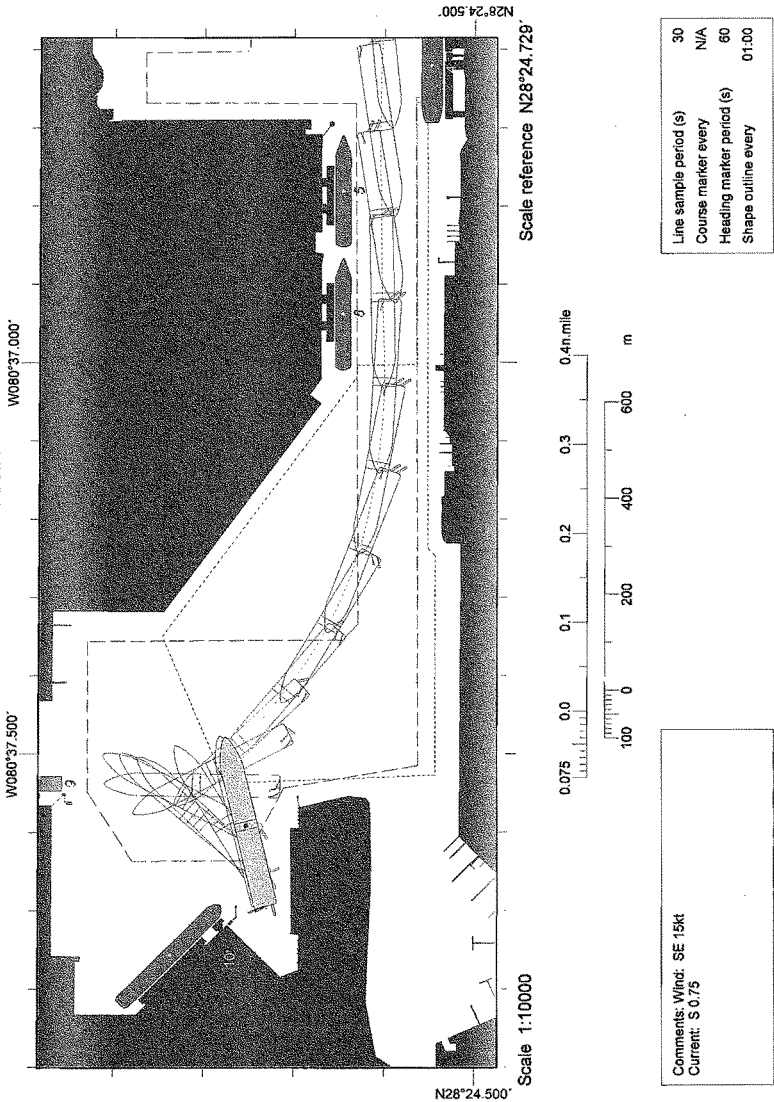 W080°37.500'
W080°37.000'
N28°24.500'
9
10
8
5
N28°24.500'
Scale 1:10000
Scale reference N28°24.729'
0.075
0.0
0.1
0.2
0.3
0.4n.mile
100
0
200
400
600
m
Comments: Wind: SE 15kt
Current: S 0.75
Line sample period (s) 30
Course marker every N/A
Heading marker period (s) 60
Shape outline every 01:00